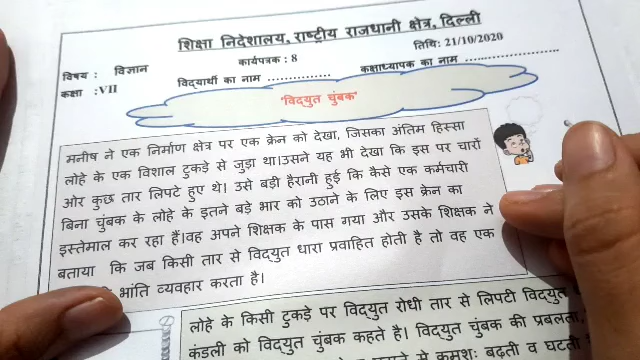 शिक्षा निदेशालय, राष्ट्रीय राजधानी क्षेत्र, दिल्ली
कार्यपत्रक : 8
तिथि: 21/10/2020
विषय : विज्ञान
कक्षा :VII
विद्यार्थी का नाम ................
कक्षाध्यापक का नाम ........................
'विद्युत चुंबक'
मनीष ने एक निर्माण क्षेत्र पर एक क्रेन को देखा, जिसका अंतिम हिस्सा
लोहे के एक विशाल टुकड़े से जुड़ा था।उसने यह भी देखा कि इस पर चारों
ओर कुछ तार लिपटे हुए थे। उसे बड़ी हैरानी हुई कि कैसे एक कर्मचारी
बिना चुंबक के लोहे के इतने बड़े भार को उठाने के लिए इस क्रेन का
इस्तेमाल कर रहा हैं।वह अपने शिक्षक के पास गया और उसके शिक्षक ने
बताया कि जब किसी तार से विद्युत धारा प्रवाहित होती है तो वह एक
भांति व्यवहार करता है।
लोहे के किसी टुकड़े पर विद्युत रोधी तार से लिपटी विद्युत
कंडली को विद्युत चुंबक कहते है। विद्युत चुंबक की प्रबलता,
से क्रमशः बढ़ती व घटती